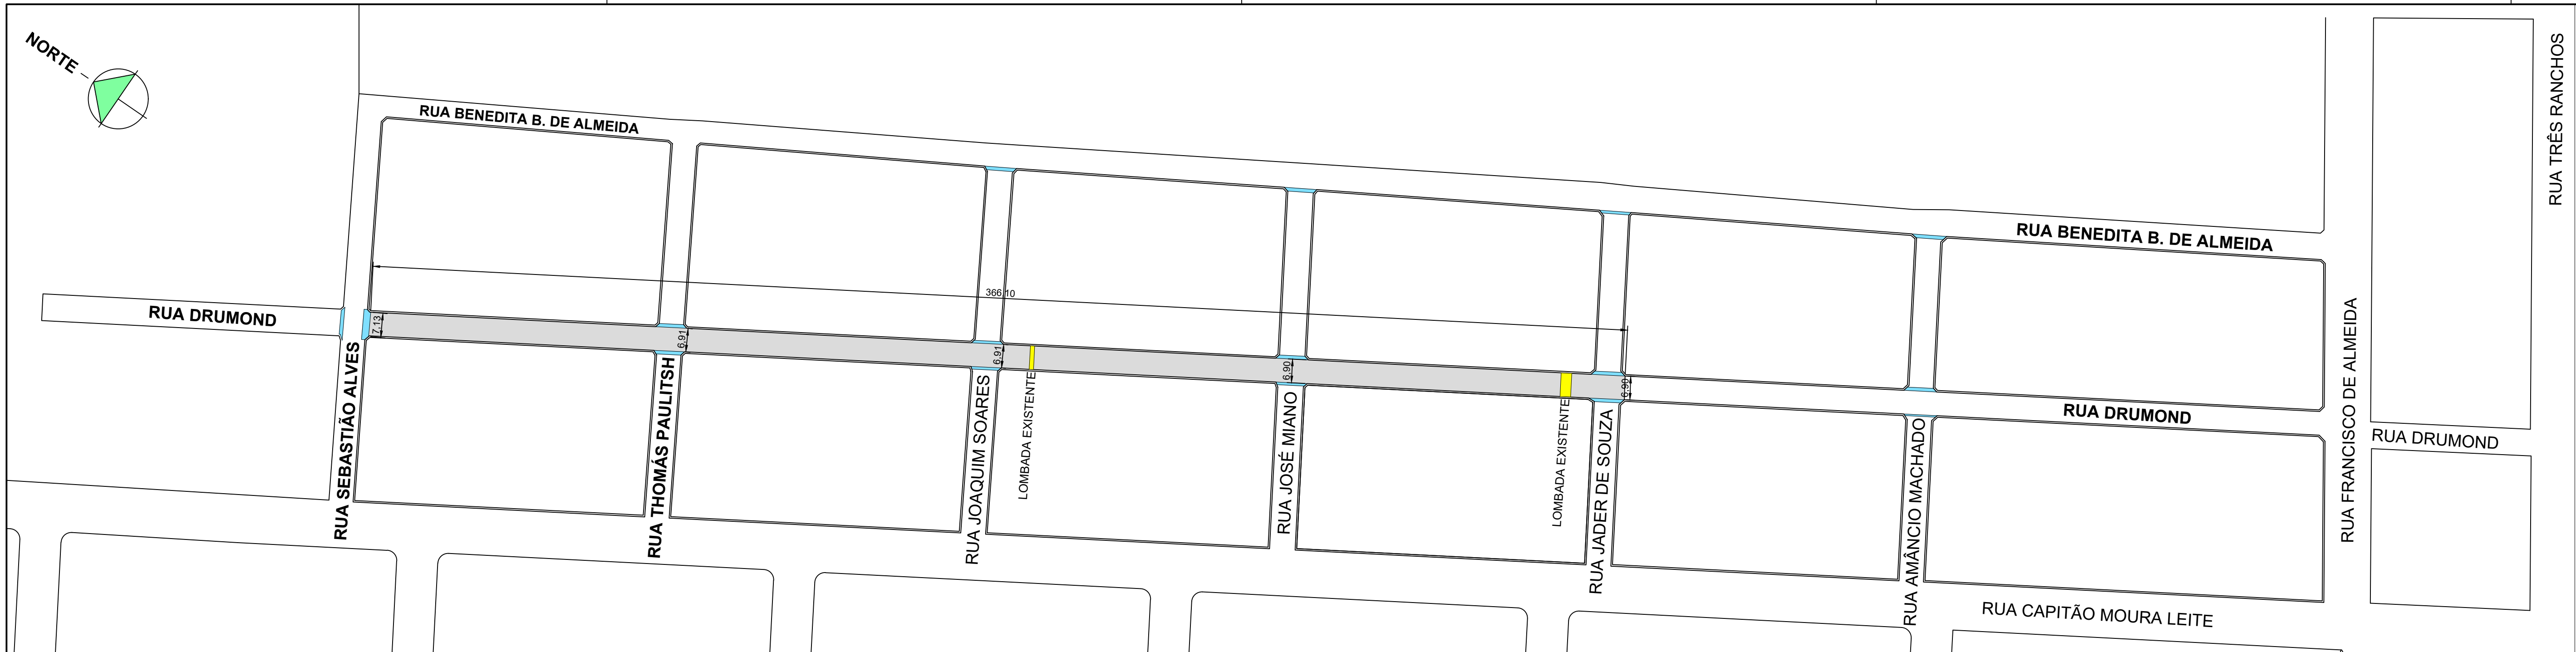 NORTE
RUA BENEDITA B. DE ALMEIDA
RUA TRÊS RANCHOS
RUA BENEDITA B. DE ALMEIDA
366,10
RUA DRUMOND
7,13
6,91
6,91
6,90
6,90
RUA SEBASTIÃO ALVES
RUA THOMÁS PAULITSH
RUA JOAQUIM SOARES
LOMBADA EXISTENTE
RUA JOSÉ MIANO
LOMBADA EXISTENTE
RUA JADER DE SOUZA
RUA AMÂNCIO MACHADO
RUA DRUMOND
RUA FRANCISCO DE ALMEIDA
RUA DRUMOND
RUA CAPITÃO MOURA LEITE